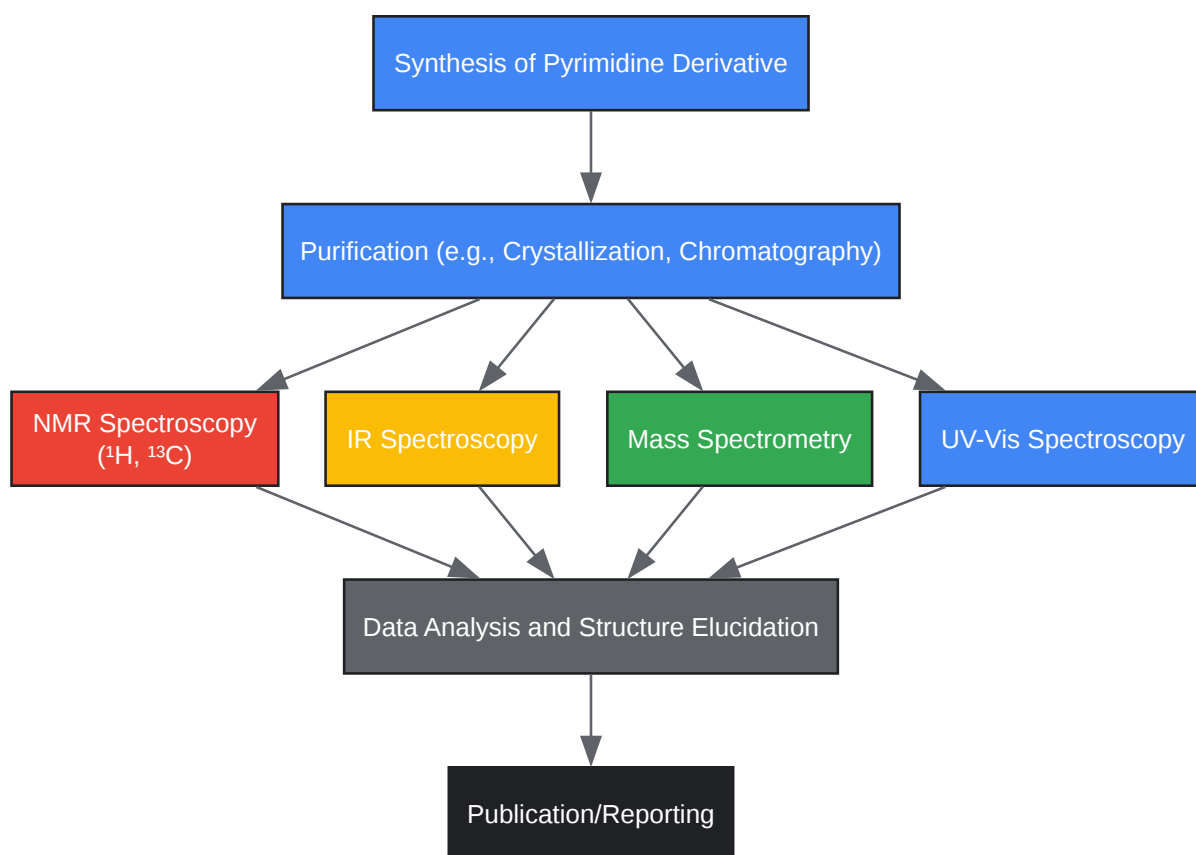 Synthesis of Pyrimidine Derivative
Purification (e.g., Crystallization, Chromatography)
NMR Spectroscopy
(¹H, ¹³C)
IR Spectroscopy
Mass Spectrometry
UV-Vis Spectroscopy
Data Analysis and Structure Elucidation
Publication/Reporting